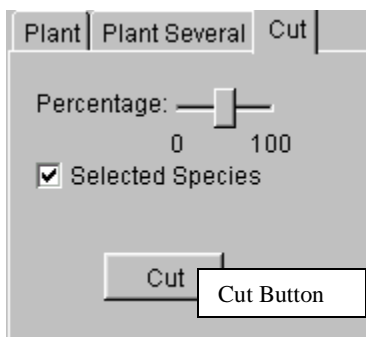 Plant Plant Several Cut
Percentage:
0 100
Selected Species
Cut
Cut Button